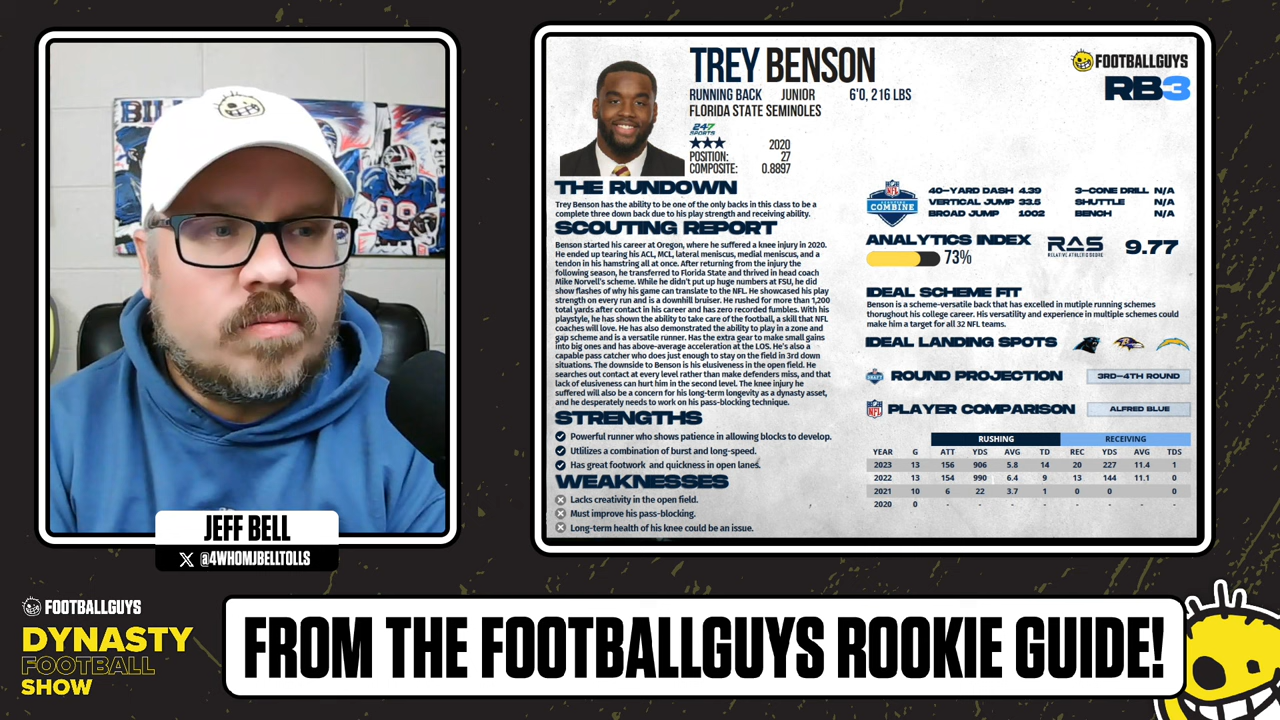 BILL
JEFF BELL
X @4WHOMJBELLTOLLS
TREY BENSON
RUNNING BACK JUNIOR 6'0, 216 LBS
FLORIDA STATE SEMINOLES
FOOTBALLGUYS
RB3
247
SPORTS
2020
POSITION: 27
COMPOSITE: 0.8897
THE RUNDOWN
Trey Benson has the ability to be one of the only backs in this class to be a
complete three down back due to his play strength and receiving ability.
SCOUTING REPORT
Benson started his career at Oregon, where he suffered a knee injury in 2020.
He ended up tearing his ACL, MCL, lateral meniscus, medial meniscus, and a
tendon in his hamstring all at once. After returning from the injury the
following season, he transferred to Florida State and thrived in head coach
Mike Norvell's scheme. While he didn't put up huge numbers at FSU, he did
show flashes of why his game can translate to the NFL. He showcased his play
strength on every run and is a downhill bruiser. He rushed for more than 1,200
total yards after contact in his career and has zero recorded fumbles. With his
playstyle, he has shown the ability to take care of the football, a skill that NFL
coaches will love. He has also demonstrated the ability to play in a zone and
gap scheme and is a versatile runner. Has the extra gear to make small gains
into big ones and has above-average acceleration at the LOS. He's also a
capable pass catcher who does just enough to stay on the field in 3rd down
situations. The downside to Benson is his elusiveness in the open field. He
searches out contact at every level rather than make defenders miss, and that
lack of elusiveness can hurt him in the second level. The knee injury he
suffered will also be a concern for his long-term longevity as a dynasty asset,
and he desperately needs to work on his pass-blocking technique.
STRENGTHS
Powerful runner who shows patience in allowing blocks to develop.
Utlilizes a combination of burst and long-speed.
Has great footwork and quickness in open lanes.
WEAKNESSES
Lacks creativity in the open field.
Must improve his pass-blocking.
Long-term health of his knee could be an issue.
NFL
COMBINE
40-YARD DASH 4.39 3-CONE DRILL N/A
VERTICAL JUMP 33.5 SHUTTLE N/A
BROAD JUMP 1002 BENCH N/A
ANALYTICS INDEX
73%
RAS
RELATIVE ATHLETIC SCORE
9.77
IDEAL SCHEME FIT
Benson is a scheme-versatile back that has excelled in mutiple running schemes
thorughout his college career. His versatility and experience in multiple schemes could
make him a target for all 32 NFL teams.
IDEAL LANDING SPOTS
DRAFT
ROUND PROJECTION 3RD-4TH ROUND
NFL
PLAYER COMPARISON ALFRED BLUE
RUSHING RECEIVING
YEAR G ATT YDS AVG TD REC YDS AVG TDS
2023 13 156 906 5.8 14 20 227 11.4 1
2022 13 154 990 6.4 9 13 144 11.1 0
2021 10 6 22 3.7 1 0 0 0
2020 0 - - - - - - - -
FOOTBALLGUYS
DYNASTY
FOOTBALL
SHOW
FROM THE FOOTBALLGUYS ROOKIE GUIDE!